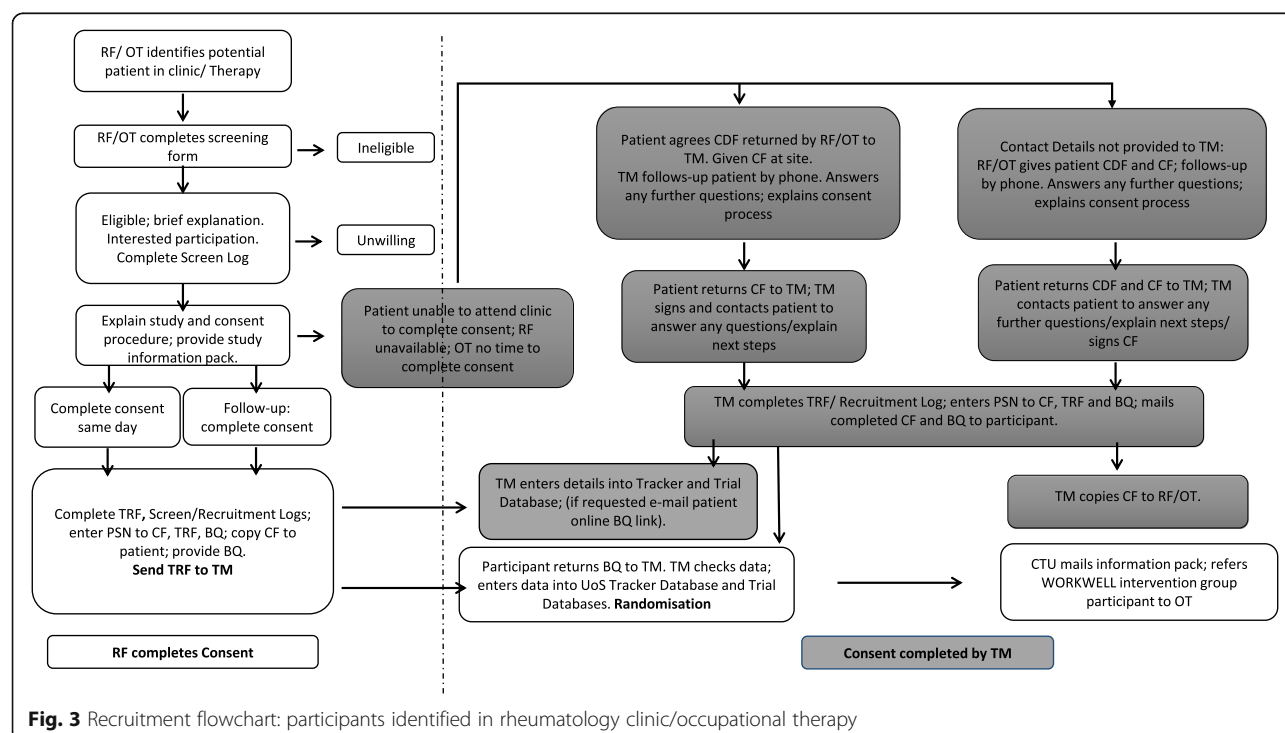 RF/ OT identifies potential
patient in clinic/ Therapy
RF/OT completes screening
form
Ineligible
Eligible; brief explanation.
Interested participation.
Complete Screen Log
Unwilling
Explain study and consent
procedure; provide study
information pack.
Patient unable to attend clinic
to complete consent; RF
unavailable; OT no time to
complete consent
Complete consent
same day
Follow-up:
complete consent
Complete TRF, Screen/Recruitment Logs;
enter PSN to CF, TRF, BQ; copy CF to
patient; provide BQ.
Send TRF to TM
RF completes Consent
Patient agrees CDF returned by RF/OT to
TM. Given CF at site.
TM follows-up patient by phone. Answers
any further questions; explains consent
process
Contact Details not provided to TM:
RF/OT gives patient CDF and CF; follows-up
by phone. Answers any further questions;
explains consent process
Patient returns CF to TM; TM
signs and contacts patient to
answer any questions/explain
next steps
Patient returns CDF and CF to TM; TM
contacts patient to answer any
further questions/explain next steps/
signs CF
TM completes TRF/ Recruitment Log; enters PSN to CF, TRF and BQ; mails
completed CF and BQ to participant.
TM enters details into Tracker and Trial
Database; (if requested e-mail patient
online BQ link).
TM copies CF to RF/OT.
Participant returns BQ to TM. TM checks data;
enters data into UoS Tracker Database and Trial
Databases. Randomisation
CTU mails information pack; refers
WORKWELL intervention group
participant to OT
Consent completed by TM
Fig. 3 Recruitment flowchart: participants identified in rheumatology clinic/occupational therapy